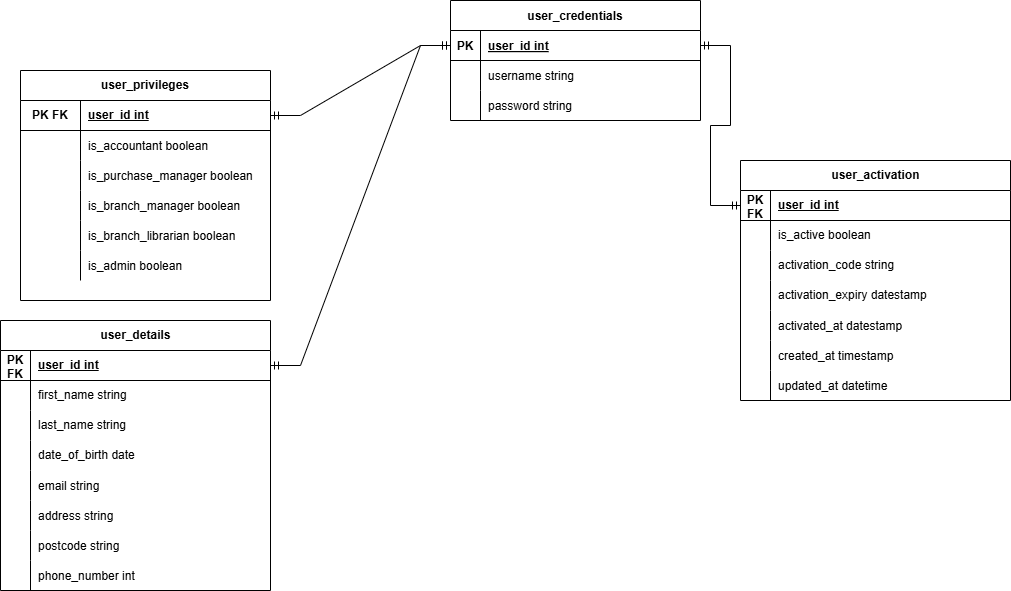 user_credentials
PK user_id int
username string
password string
user_privileges
PK FK user_id int
is_accountant boolean
is_purchase_manager boolean
is_branch_manager boolean
is_branch_librarian boolean
is_admin boolean
user_activation
PK FK user_id int
is_active boolean
activation_code string
activation_expiry datestamp
activated_at datestamp
created_at timestamp
updated_at datetime
user_details
PK FK user_id int
first_name string
last_name string
date_of_birth date
email string
address string
postcode string
phone_number int